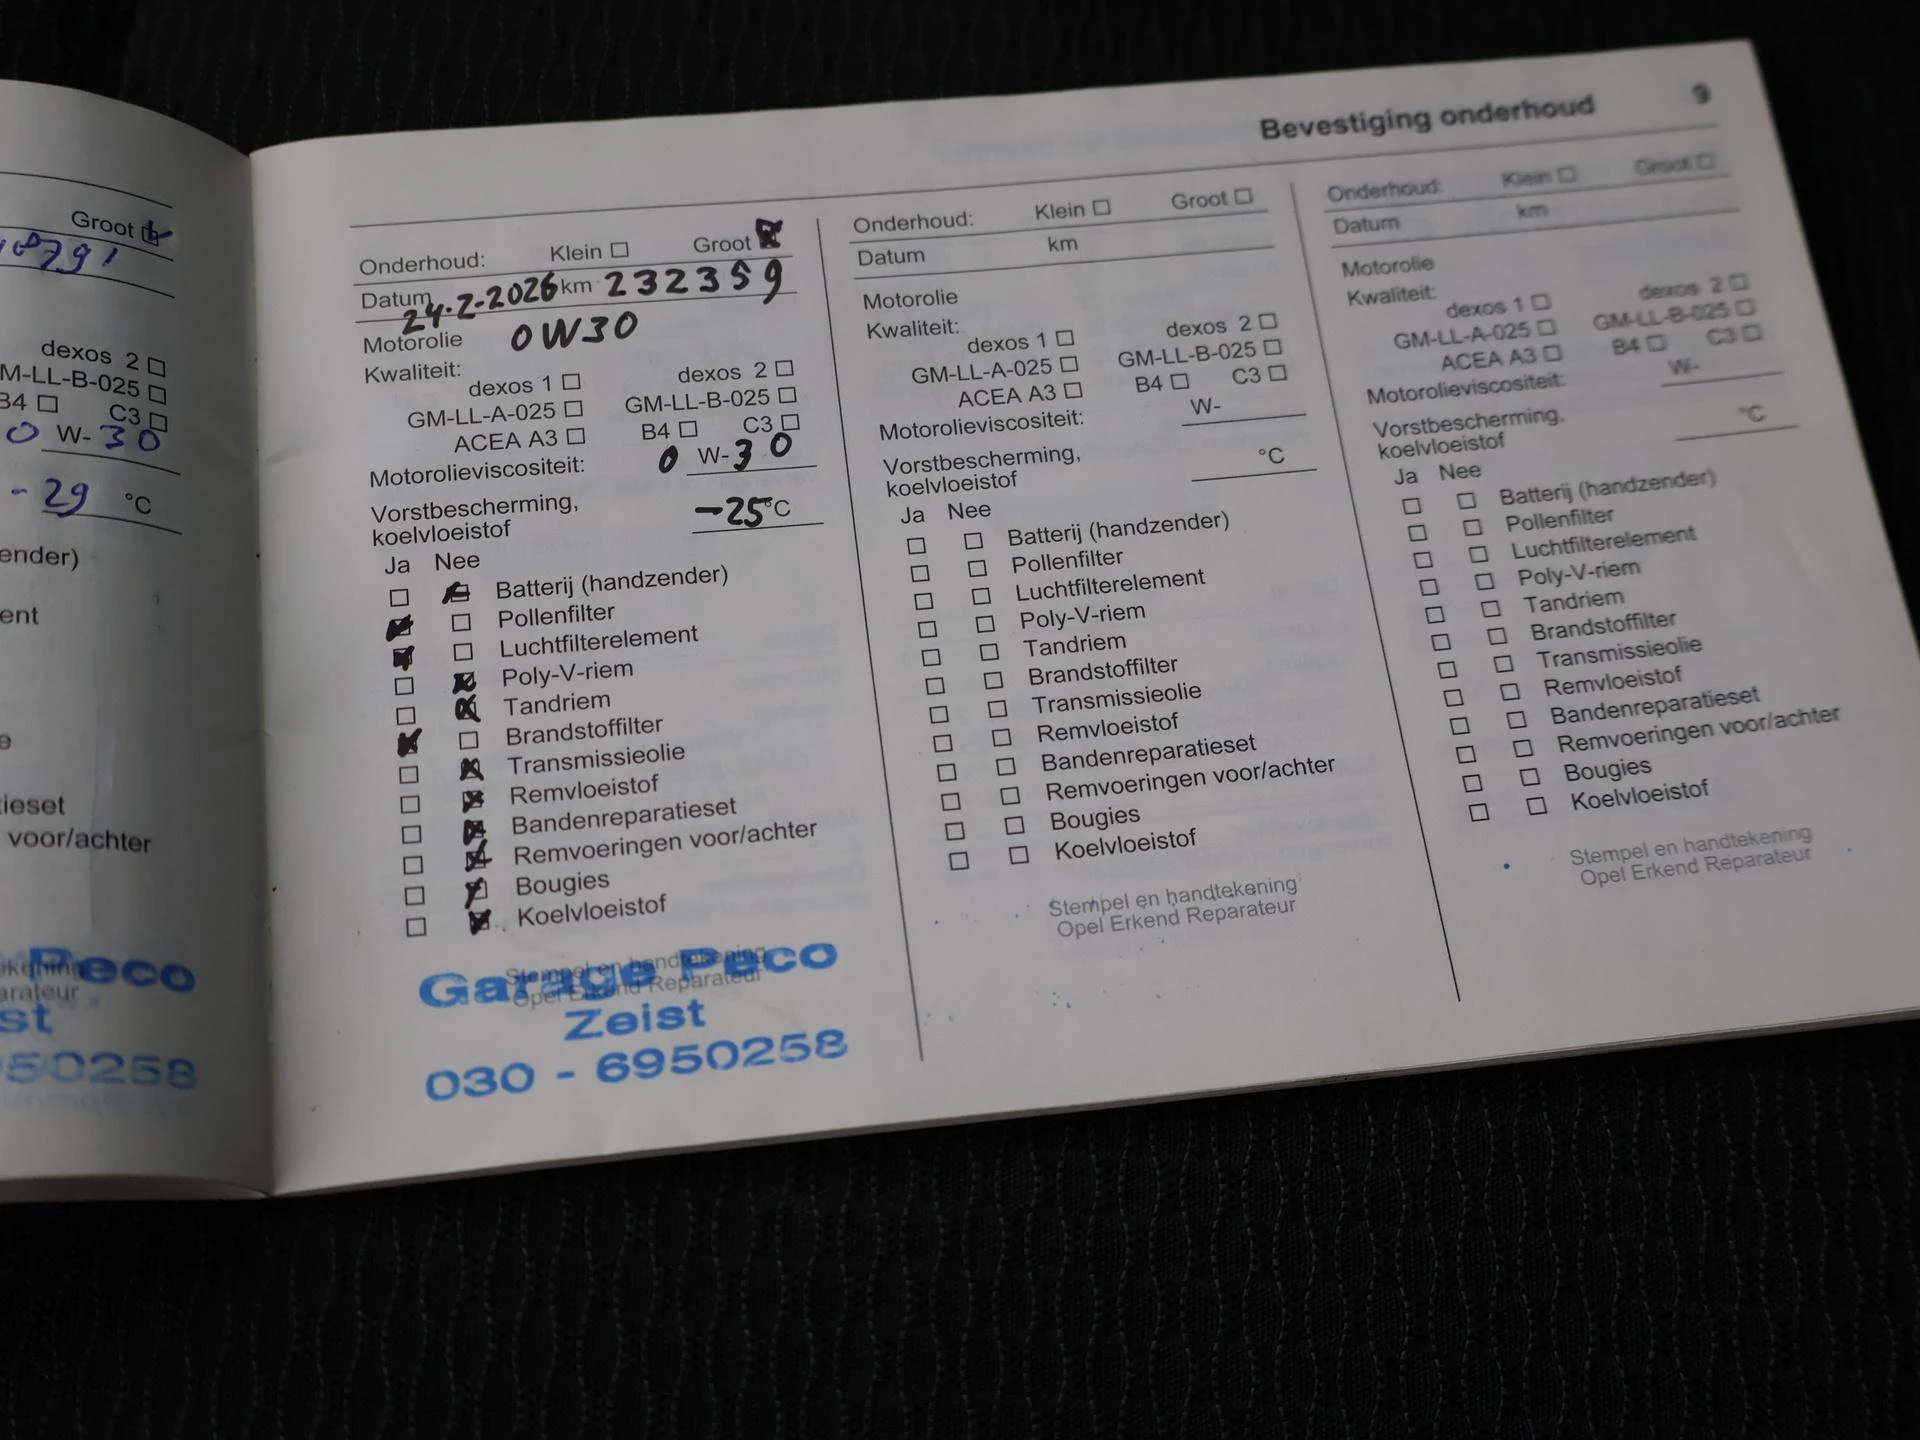 Groot
dexos 2
M-LL-B-025
B4 C3
0 W-30
-29 °C
ender)
ent
e
ieset
voor/achter
Peco
st
50258
Bevestiging onderhoud 9
Onderhoud: Klein Groot
Datum 24-2-2026 km 232359
Motorolie 0W30
Kwaliteit:
dexos 1 dexos 2
GM-LL-A-025 GM-LL-B-025
ACEA A3 B4 C3
Motorolieviscositeit: 0 W-30
Vorstbescherming,
koelvloeistof -25°C
Ja Nee
Batterij (handzender)
Pollenfilter
Luchtfilterelement
Poly-V-riem
Tandriem
Brandstoffilter
Transmissieolie
Remvloeistof
Bandenreparatieset
Remvoeringen voor/achter
Bougies
Koelvloeistof
Stempel en handtekening
Opel Erkend Reparateur
Garage Peco
Zeist
030 - 6950258
Onderhoud: Klein Groot
Datum km
Motorolie
Kwaliteit:
dexos 1 dexos 2
GM-LL-A-025 GM-LL-B-025
ACEA A3 B4 C3
Motorolieviscositeit: W-
Vorstbescherming,
koelvloeistof °C
Ja Nee
Batterij (handzender)
Pollenfilter
Luchtfilterelement
Poly-V-riem
Tandriem
Brandstoffilter
Transmissieolie
Remvloeistof
Bandenreparatieset
Remvoeringen voor/achter
Bougies
Koelvloeistof
Stempel en handtekening
Opel Erkend Reparateur
Onderhoud: Klein Groot
Datum km
Motorolie
Kwaliteit:
dexos 1 dexos 2
GM-LL-A-025 GM-LL-B-025
ACEA A3 B4 C3
Motorolieviscositeit: W-
Vorstbescherming,
koelvloeistof °C
Ja Nee
Batterij (handzender)
Pollenfilter
Luchtfilterelement
Poly-V-riem
Tandriem
Brandstoffilter
Transmissieolie
Remvloeistof
Bandenreparatieset
Remvoeringen voor/achter
Bougies
Koelvloeistof
Stempel en handtekening
Opel Erkend Reparateur